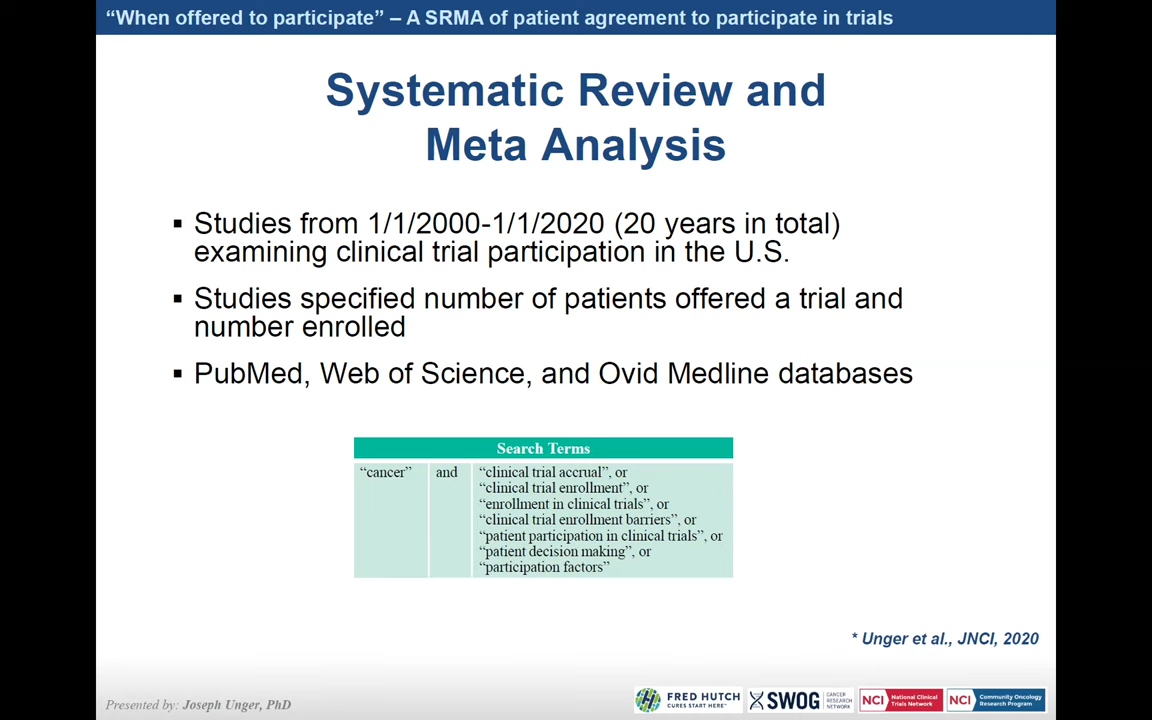 “When offered to participate” – A SRMA of patient agreement to participate in trials
Systematic Review and
Meta Analysis
▪ Studies from 1/1/2000-1/1/2020 (20 years in total)
examining clinical trial participation in the U.S.
▪ Studies specified number of patients offered a trial and
number enrolled
▪ PubMed, Web of Science, and Ovid Medline databases
Search Terms
“cancer” and “clinical trial accrual”, or
“clinical trial enrollment”, or
“enrollment in clinical trials”, or
“clinical trial enrollment barriers”, or
“patient participation in clinical trials”, or
“patient decision making”, or
“participation factors”
* Unger et al., JNCI, 2020
Presented by: Joseph Unger, PhD
FRED HUTCH
CURES START HERE™
SWOG
CANCER
RESEARCH
NETWORK
NCI
National Clinical
Trials Network
NCI
Community Oncology
Research Program